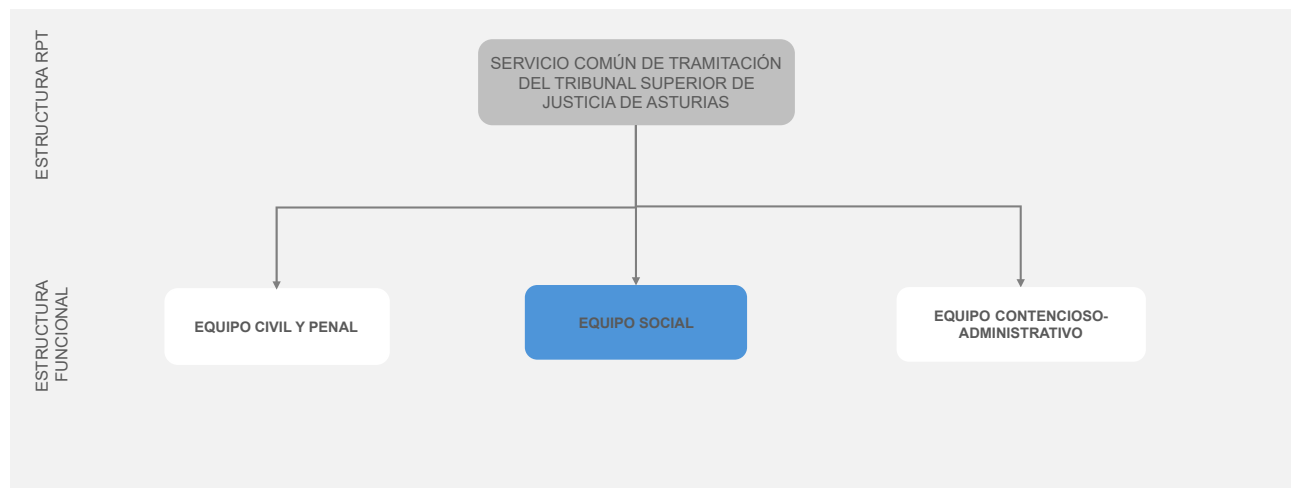 ESTRUCTURA RPT
SERVICIO COMÚN DE TRAMITACIÓN
DEL TRIBUNAL SUPERIOR DE
JUSTICIA DE ASTURIAS
ESTRUCTURA
FUNCIONAL
EQUIPO CIVIL Y PENAL
EQUIPO SOCIAL
EQUIPO CONTENCIOSO-
ADMINISTRATIVO